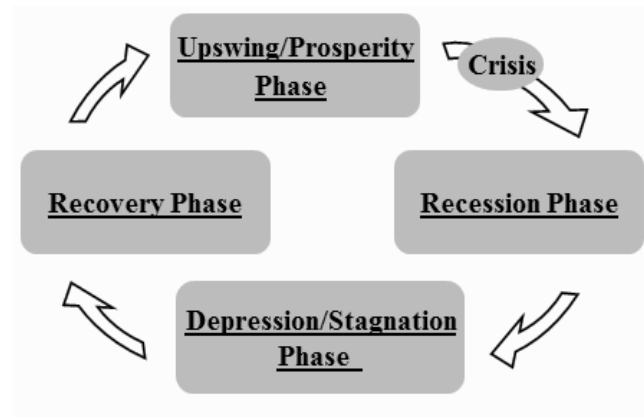 Upswing/Prosperity
Phase
Crisis
Recovery Phase
Recession Phase
Depression/Stagnation
Phase